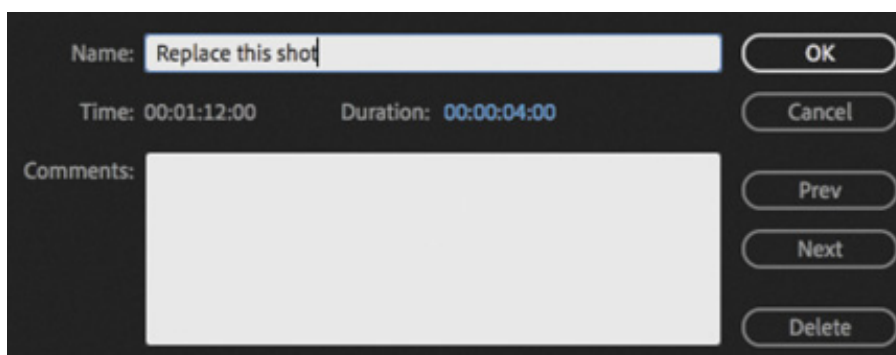 Name: Replace this shot
OK
Time: 00:01:12:00 Duration: 00:00:04:00
Cancel
Comments:
Prev
Next
Delete